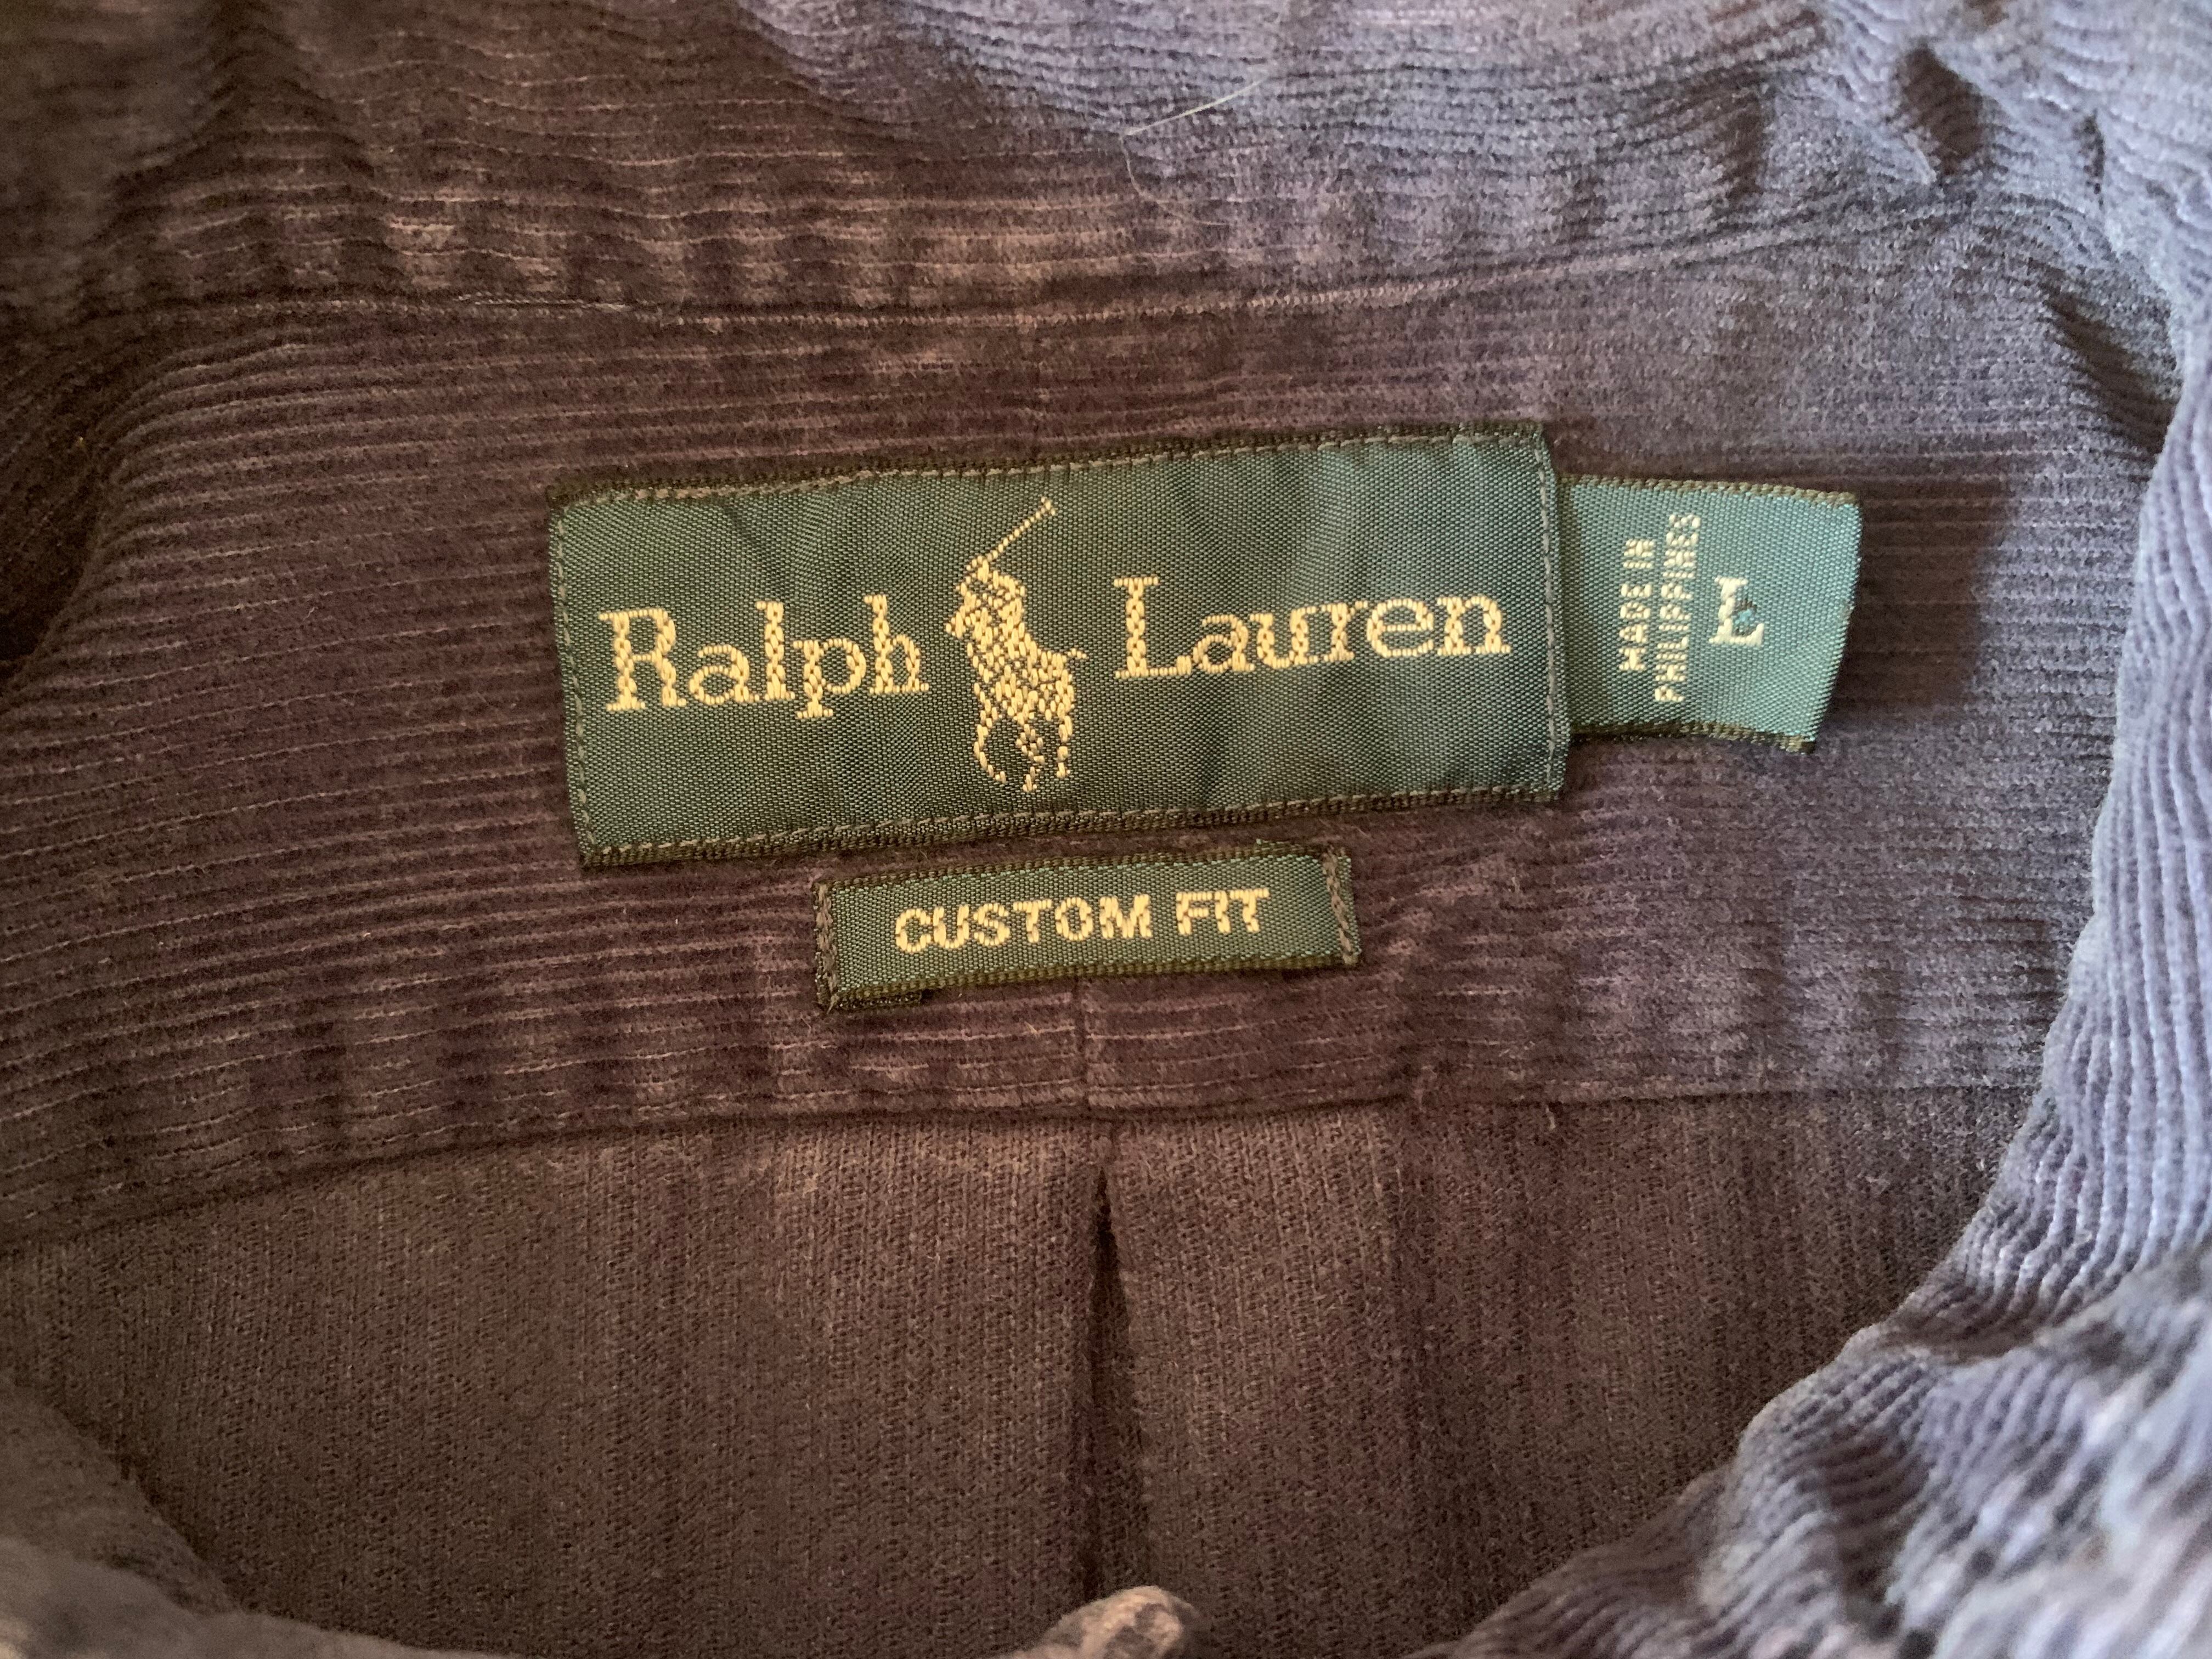 Ralph Lauren
MADE IN
PHILIPPINES
L
CUSTOM FIT